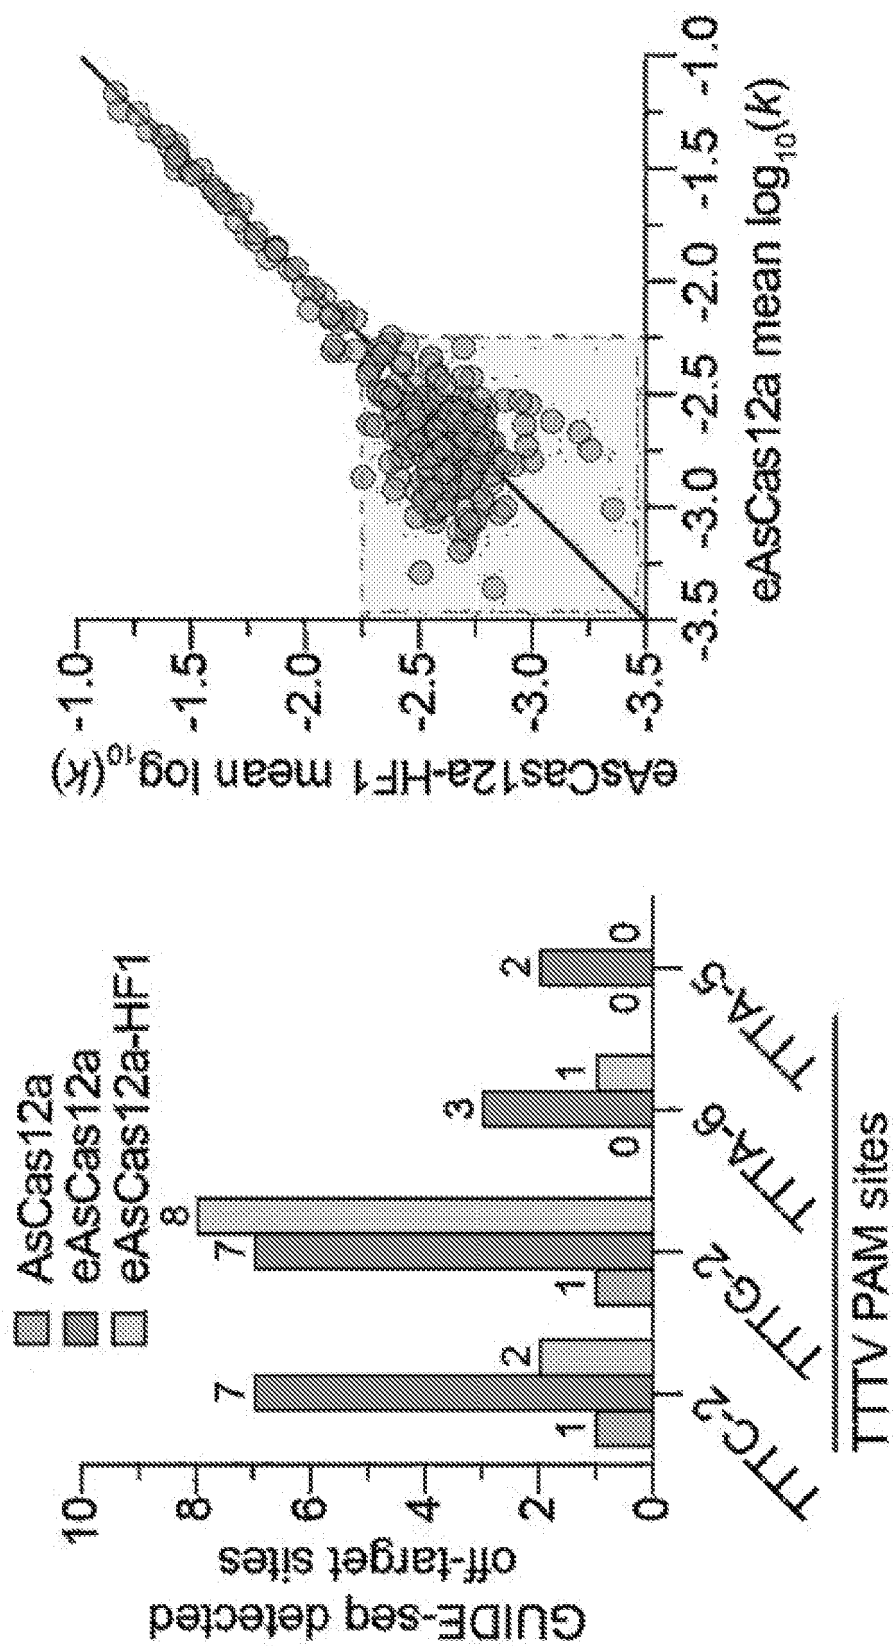 GUIDE-seq detected
off-target sites
10
8
6
4
2
0
AsCas12a
eAsCas12a
eAsCas12a-HF1
1
7
2
1
7
8
0
3
1
0
2
0
TTTC-2
TTTG-2
TTTA-6
TTTA-5
TTTV PAM sites
eAsCas12a-HF1 mean log10(k)
-1.0
-1.5
-2.0
-2.5
-3.0
-3.5
-3.5 -3.0 -2.5 -2.0 -1.5 -1.0
eAsCas12a mean log10(k)